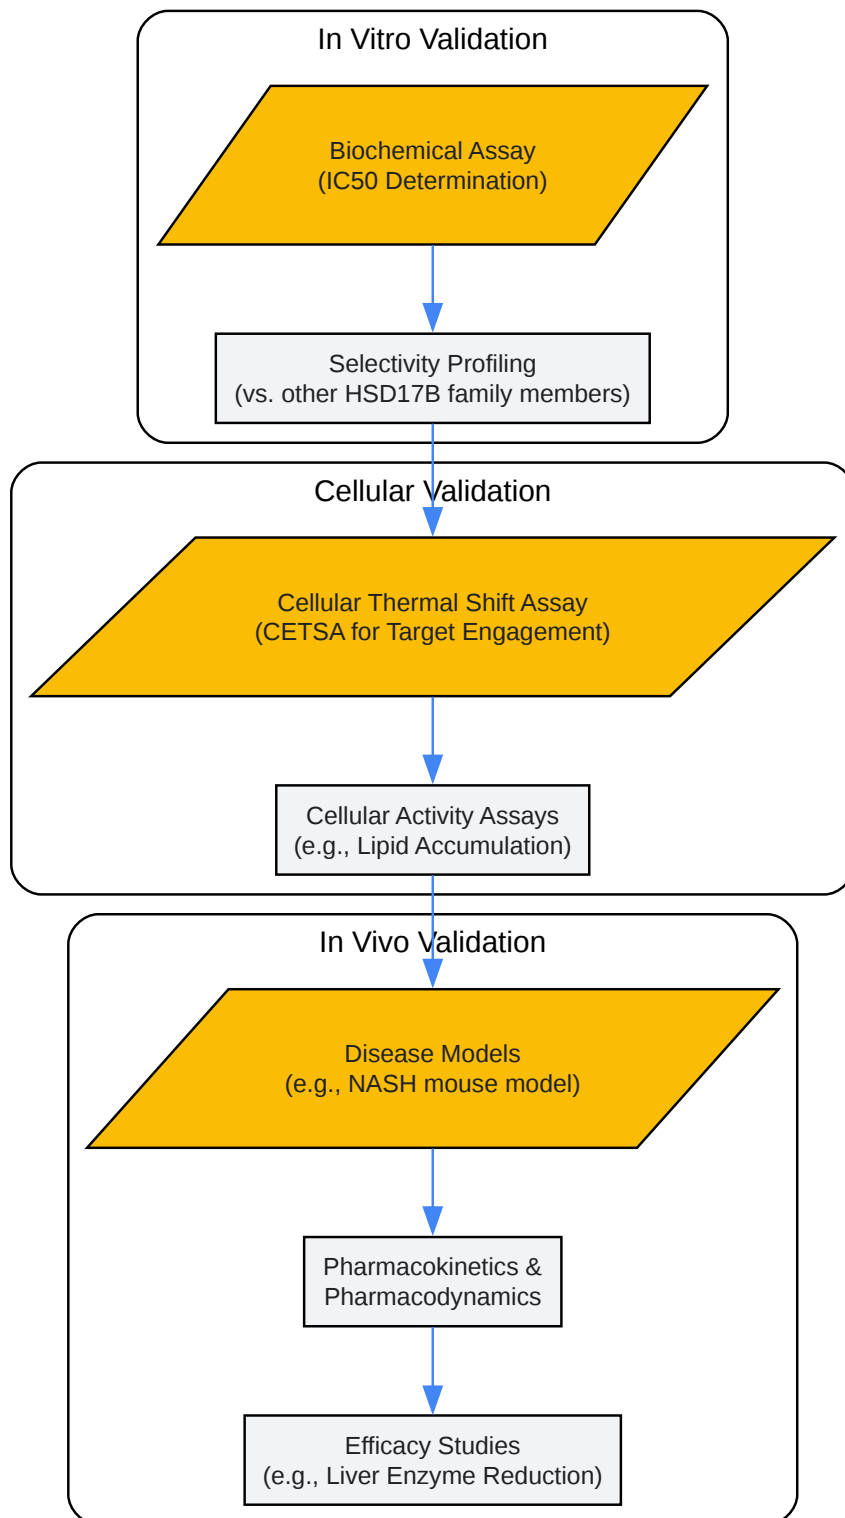 In Vitro Validation
Biochemical Assay
(IC50 Determination)
Selectivity Profiling
(vs. other HSD17B family members)
Cellular Validation
Cellular Thermal Shift Assay
(CETSA for Target Engagement)
Cellular Activity Assays
(e.g., Lipid Accumulation)
In Vivo Validation
Disease Models
(e.g., NASH mouse model)
Pharmacokinetics &
Pharmacodynamics
Efficacy Studies
(e.g., Liver Enzyme Reduction)